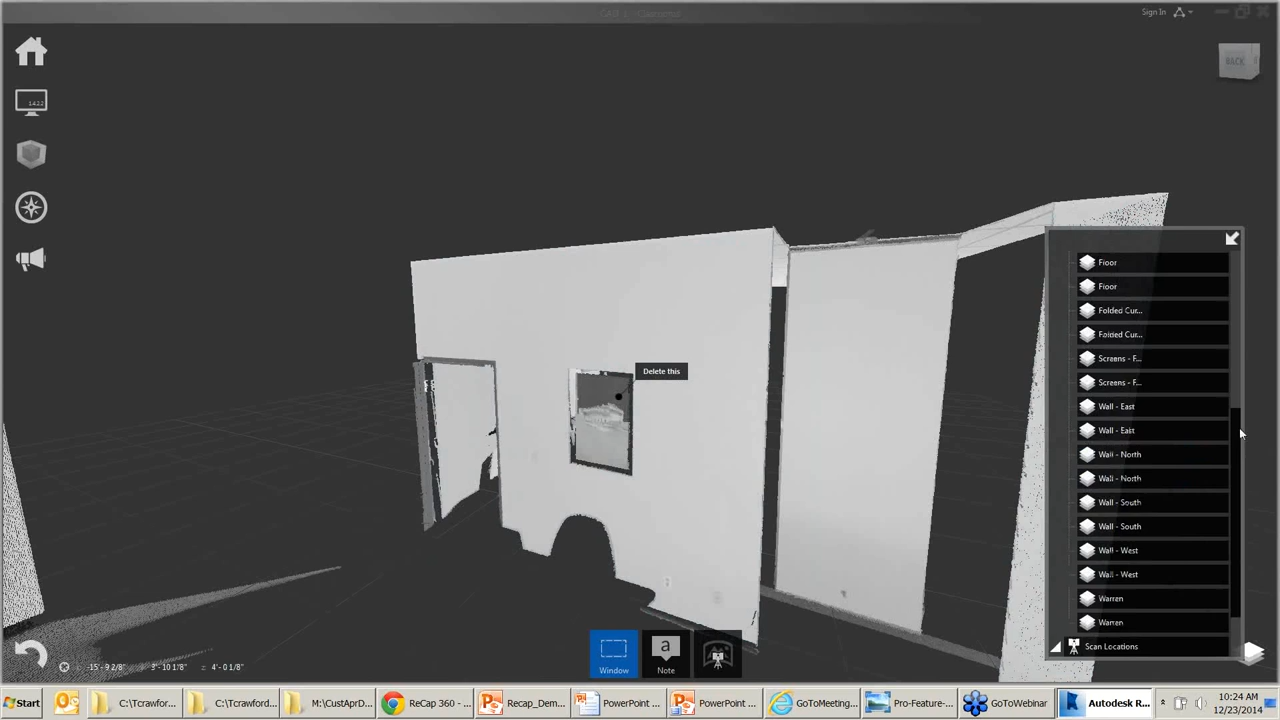 Sign In
BACK
1422
Floor
Floor
Folded Cur...
Folded Cur...
Screens - F...
Screens - F...
Wall - East
Wall - East
Wall - North
Wall - North
Wall - South
Wall - South
Wall - West
Wall - West
Warren
Warren
Scan Locations
Delete this
a
Window
Note
-15'- 9 2/8" 3'- 10 1/8" z 4'- 0 1/8"
Start
C:\Tcrawfor...
C:\Tcrawford...
M:\CustAprD...
ReCap 360 - ...
Recap_Dem...
PowerPoint ...
PowerPoint ...
GoToMeeting...
Pro-Feature-...
GoToWebinar
Autodesk R...
10:24 AM
12/23/2014